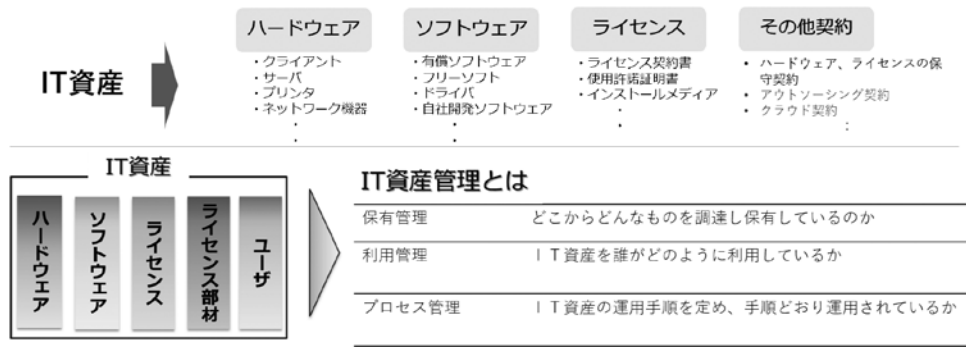 IT資産
ハードウェア
・クライアント
・サーバ
・プリンタ
・ネットワーク機器
・
・
ソフトウェア
・有償ソフトウェア
・フリーソフト
・ドライバ
・自社開発ソフトウェア
・
・
ライセンス
・ライセンス契約書
・使用許諾証明書
・インストールメディア
・
・
その他契約
• ハードウェア、ライセンスの保
守契約
• アウトソーシング契約
• クラウド契約
：
IT資産
ハードウェア
ソフトウェア
ライセンス
ライセンス部材
ユーザ
IT資産管理とは
保有管理 どこからどんなものを調達し保有しているのか
利用管理 ＩＴ資産を誰がどのように利用しているか
プロセス管理 ＩＴ資産の運用手順を定め、手順どおり運用されているか